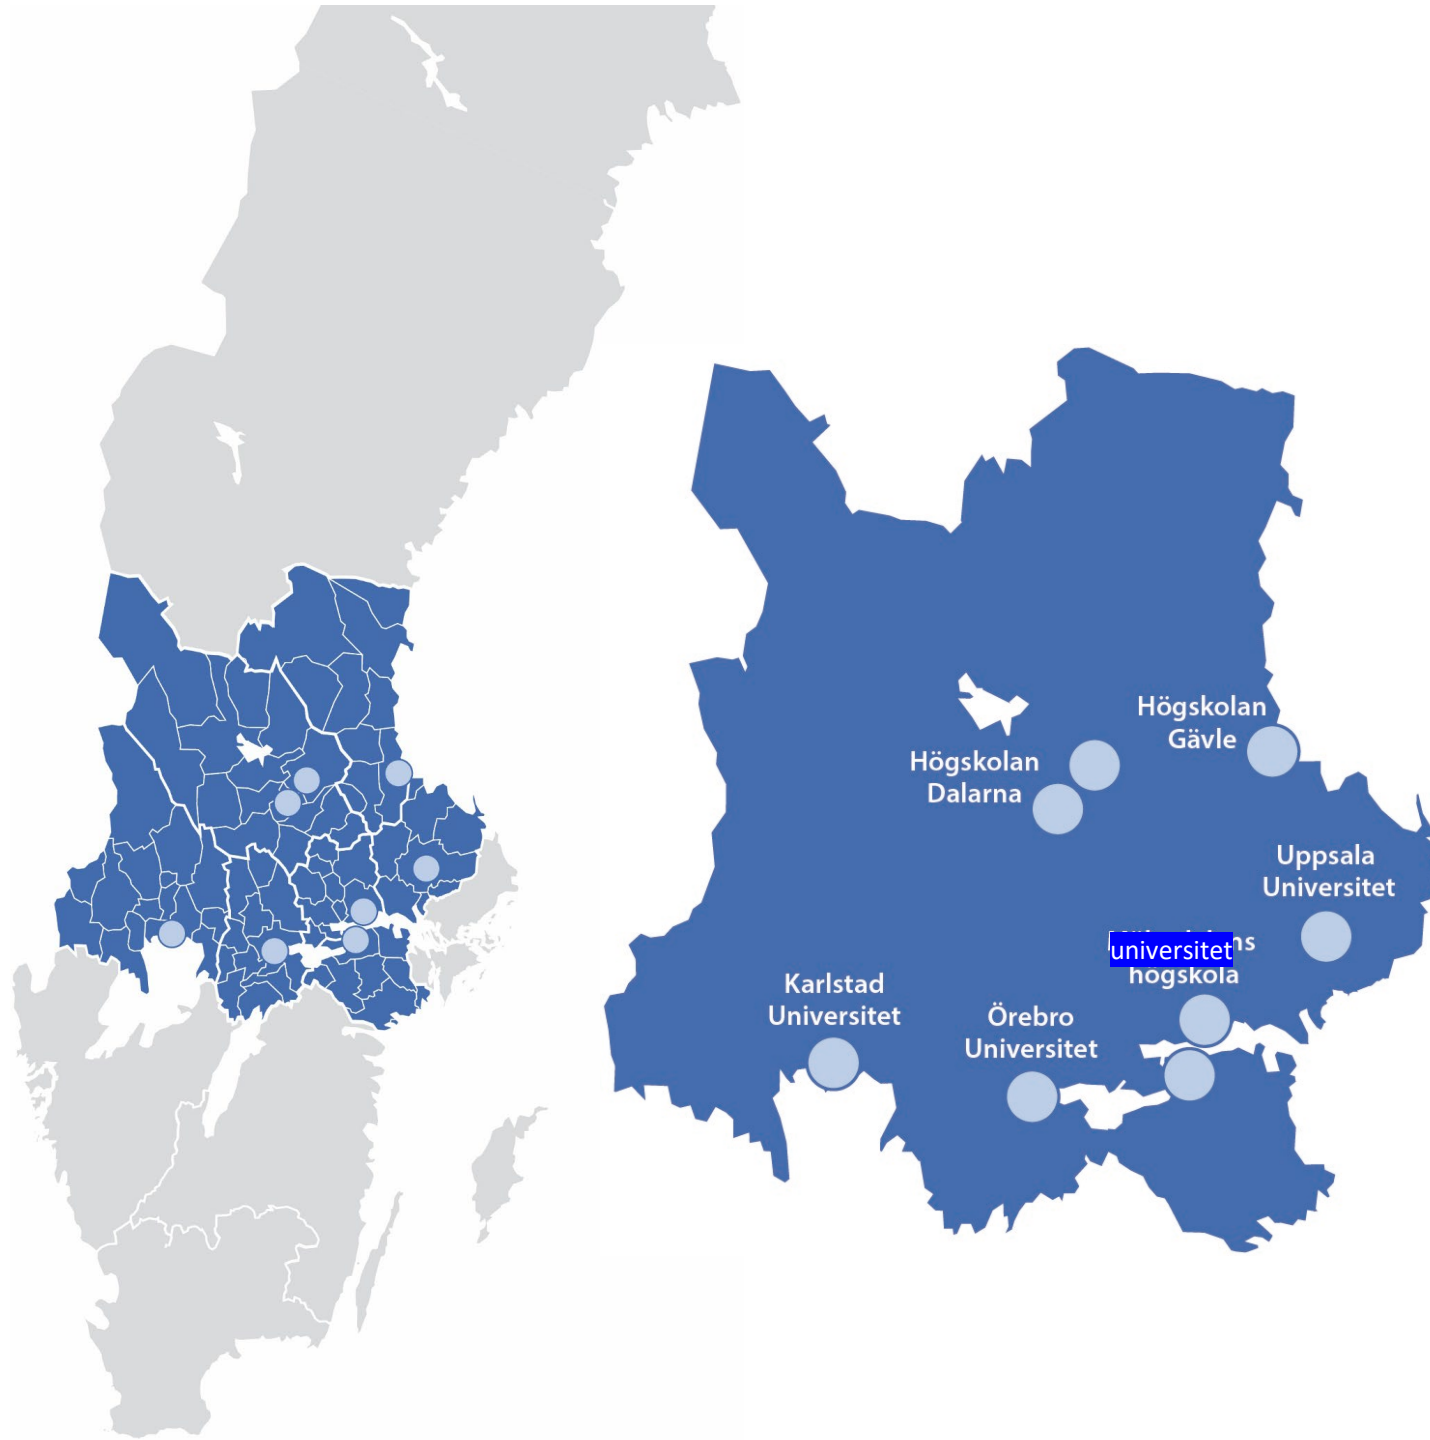 Högskolan
Gävle
Högskolan
Dalarna
Uppsala
Universitet
universitet
högskola
Karlstad
Universitet
Örebro
Universitet